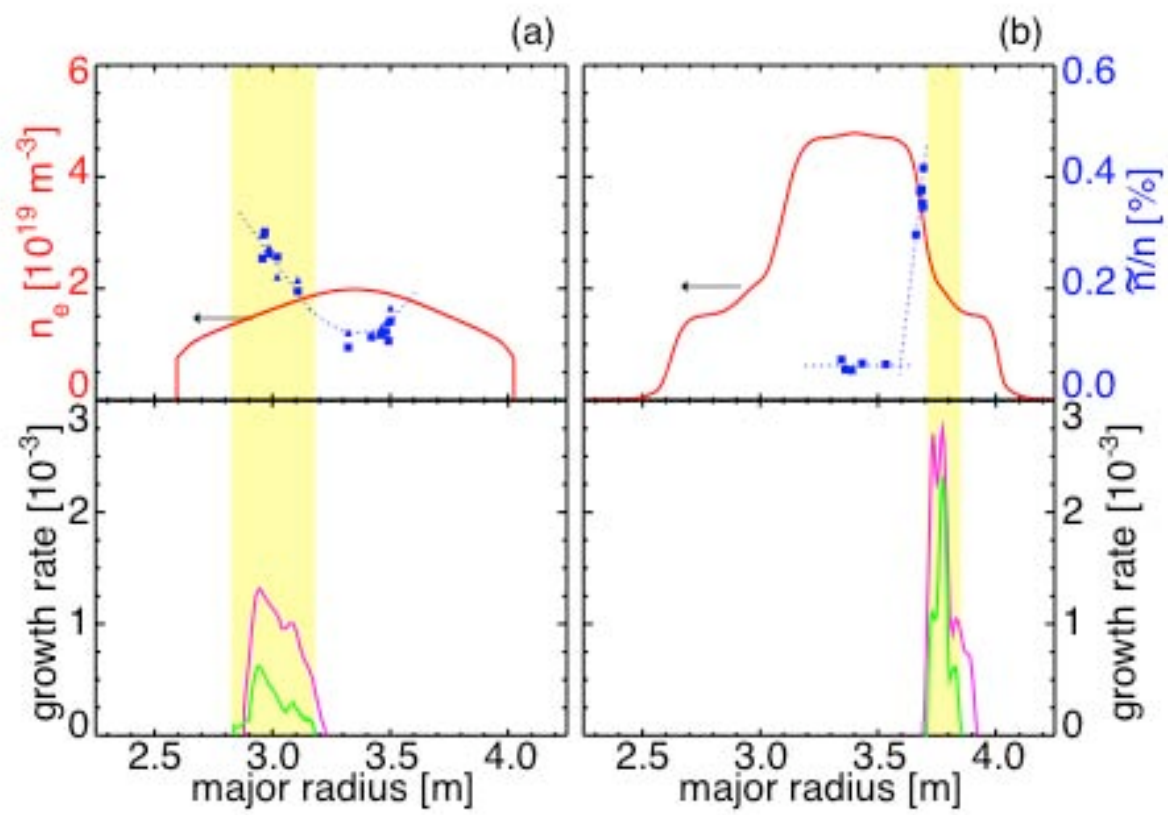 (a)
(b)
6
4
2
0
n_e [10^19 m^-3]
0.6
0.4
0.2
0.0
ñ/n [%]
3
2
1
0
growth rate [10^-3]
3
2
1
0
growth rate [10^-3]
2.5 3.0 3.5 4.0
2.5 3.0 3.5 4.0
major radius [m]
major radius [m]